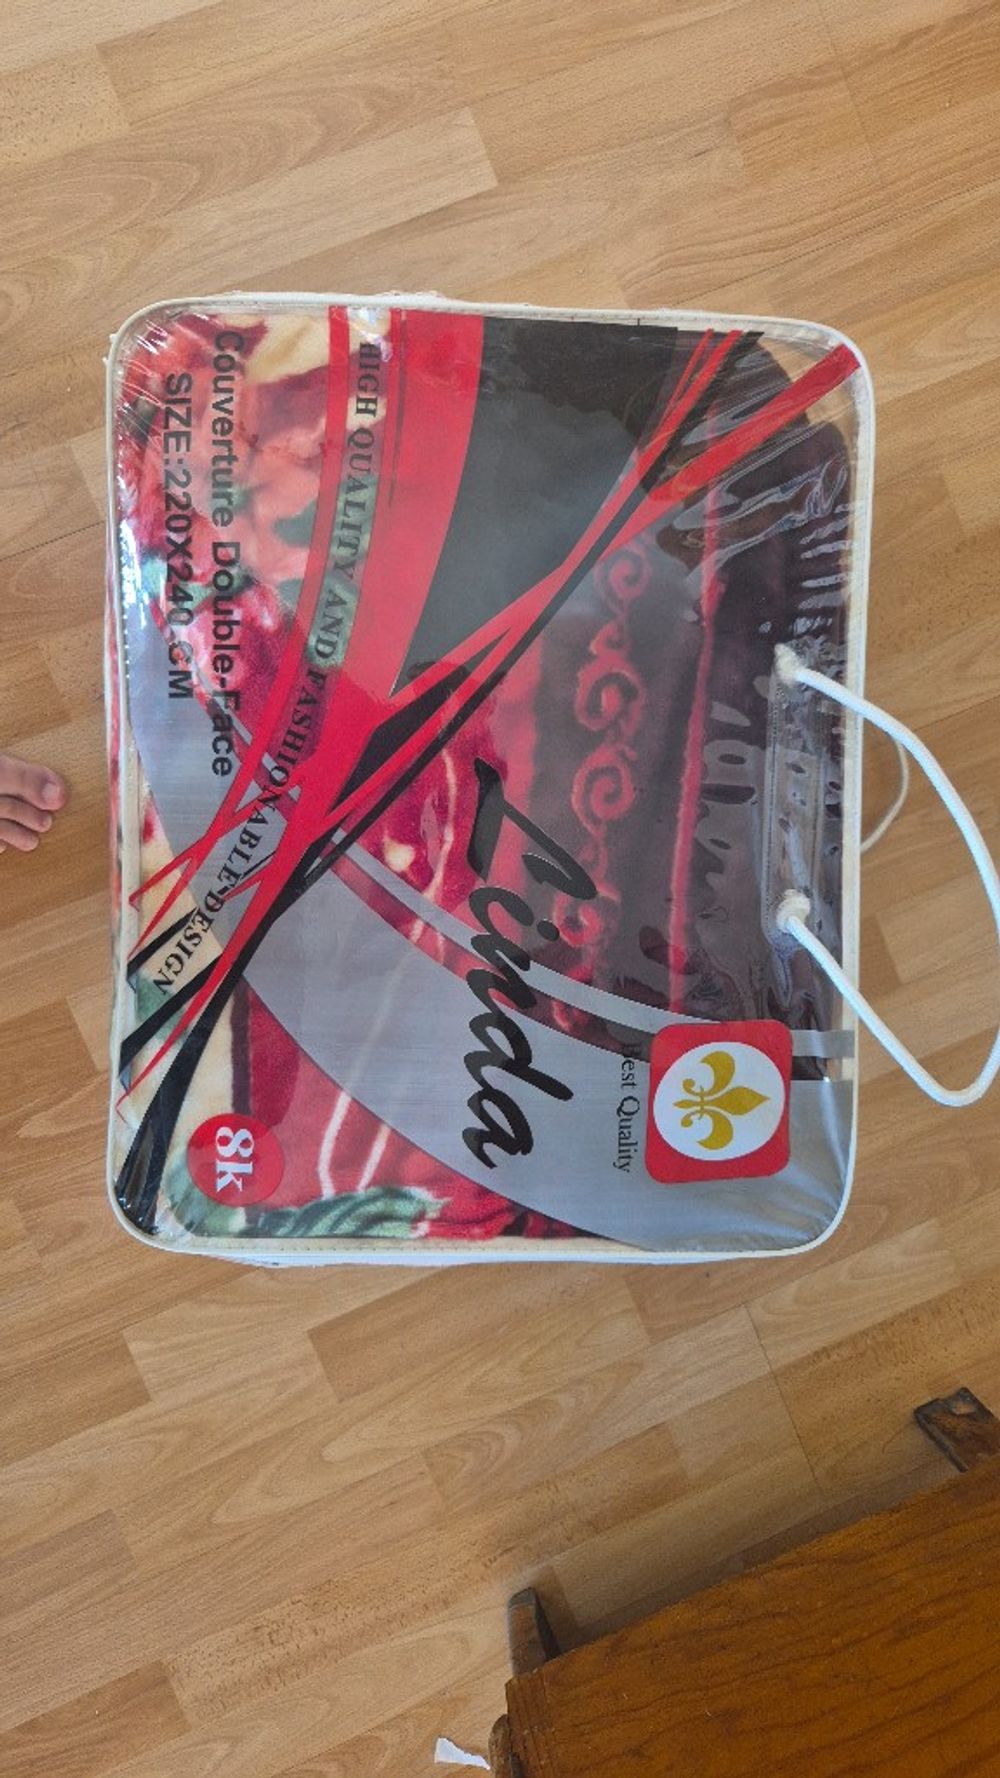 Best Quality
Linda
HIGH QUALITY AND FASHIONABLE DESIGN
Couverture Double-Face
SIZE:220X240 CM
8k